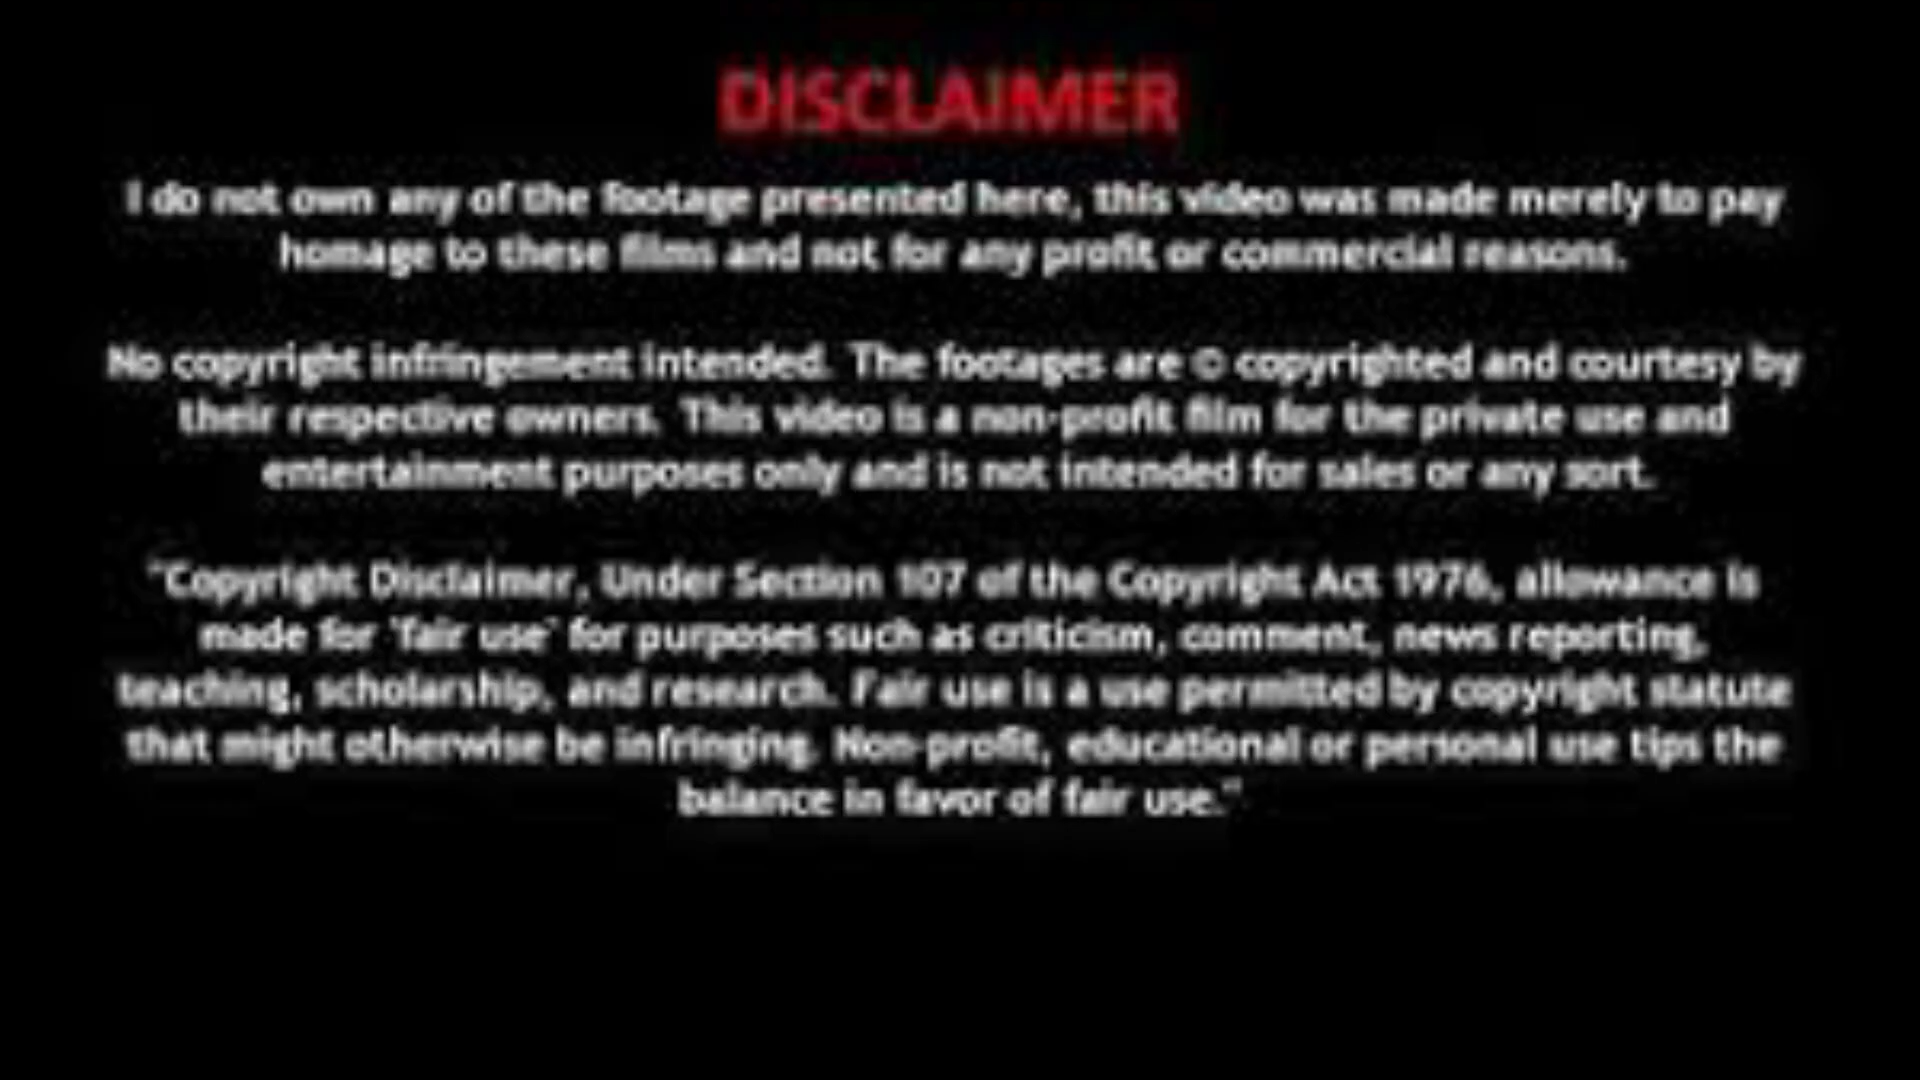 DISCLAIMER
I do not own any of the footage presented here, this video was made merely to pay
homage to these films and not for any profit or commercial reasons.
No copyright infringement intended. The footages are © copyrighted and courtesy by
their respective owners. This video is a non-profit film for the private use and
entertainment purposes only and is not intended for sales or any sort.
"Copyright Disclaimer, Under Section 107 of the Copyright Act 1976, allowance is
made for 'fair use' for purposes such as criticism, comment, news reporting,
teaching, scholarship, and research. Fair use is a use permitted by copyright statute
that might otherwise be infringing. Non-profit, educational or personal use tips the
balance in favor of fair use."